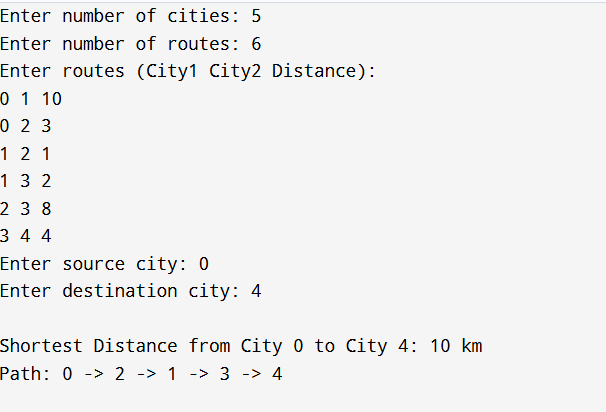 Enter number of cities: 5
Enter number of routes: 6
Enter routes (City1 City2 Distance):
0 1 10
0 2 3
1 2 1
1 3 2
2 3 8
3 4 4
Enter source city: 0
Enter destination city: 4
Shortest Distance from City 0 to City 4: 10 km
Path: 0 -> 2 -> 1 -> 3 -> 4